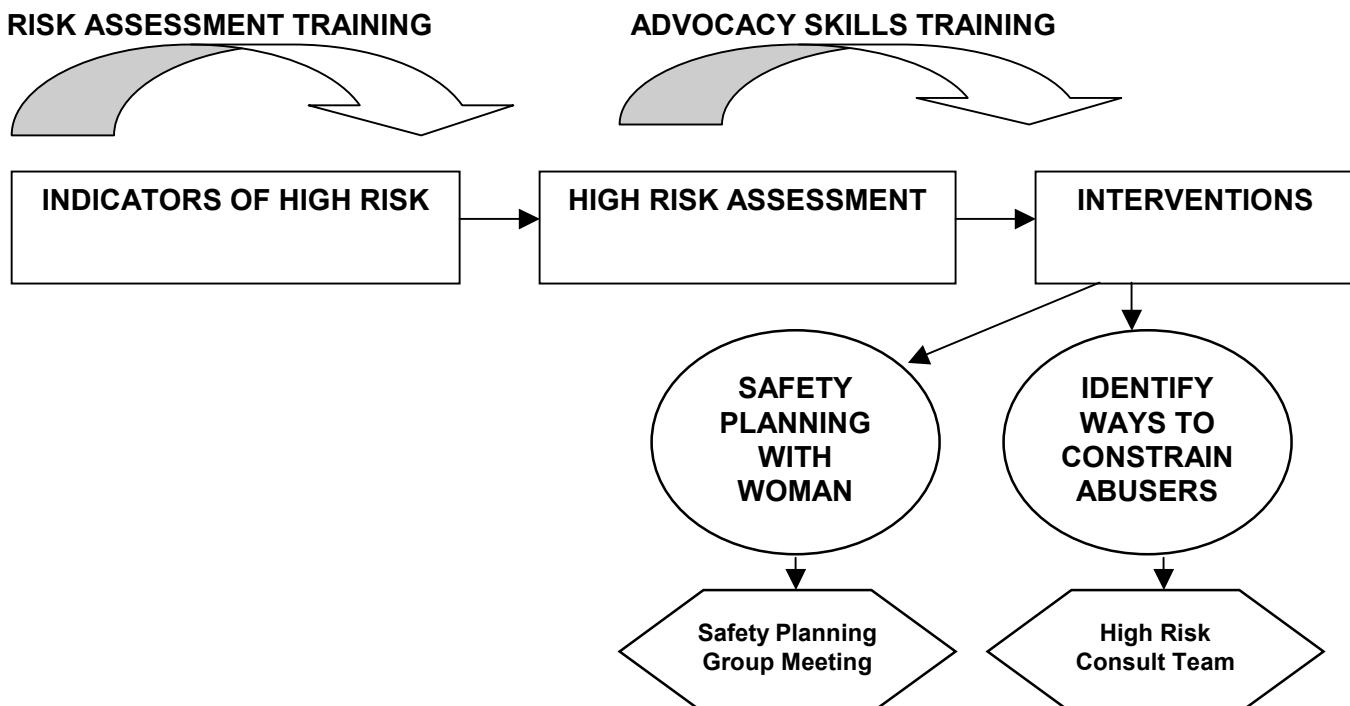 RISK ASSESSMENT TRAINING
ADVOCACY SKILLS TRAINING
INDICATORS OF HIGH RISK
HIGH RISK ASSESSMENT
INTERVENTIONS
SAFETY
PLANNING
WITH
WOMAN
IDENTIFY
WAYS TO
CONSTRAIN
ABUSERS
Safety Planning
Group Meeting
High Risk
Consult Team